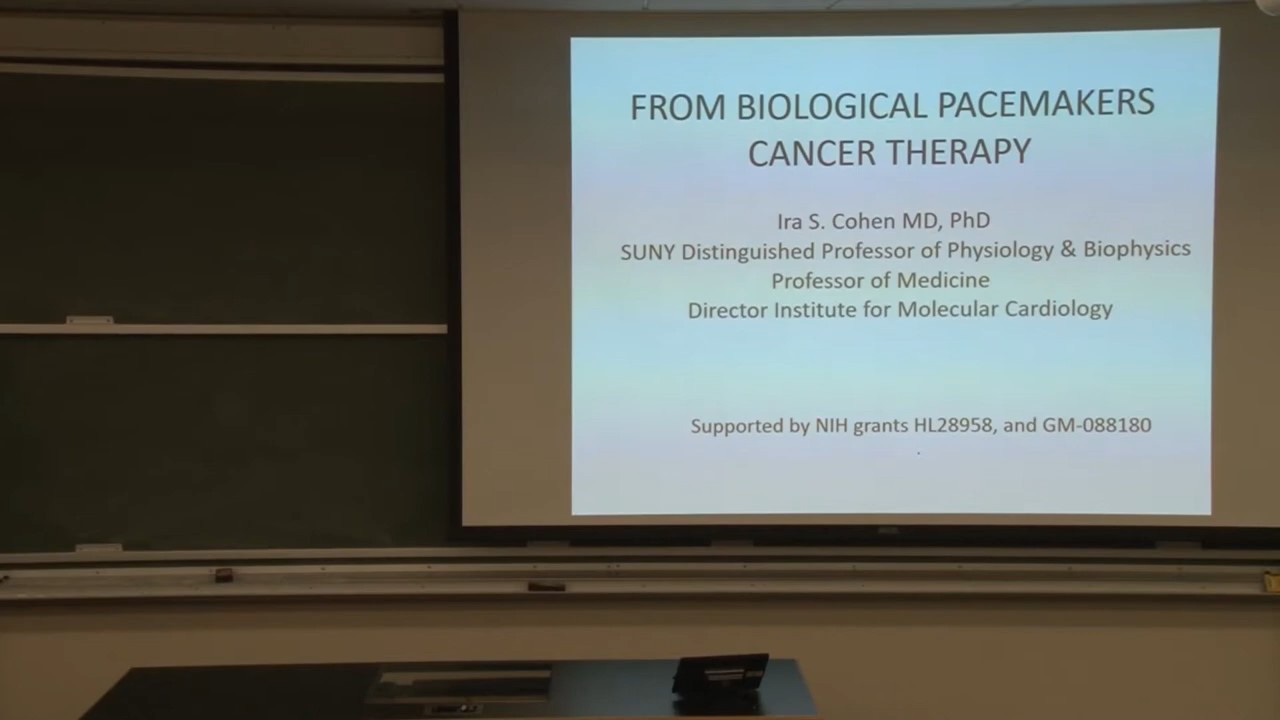 FROM BIOLOGICAL PACEMAKERS
CANCER THERAPY
Ira S. Cohen MD, PhD
SUNY Distinguished Professor of Physiology & Biophysics
Professor of Medicine
Director Institute for Molecular Cardiology
Supported by NIH grants HL28958, and GM-088180